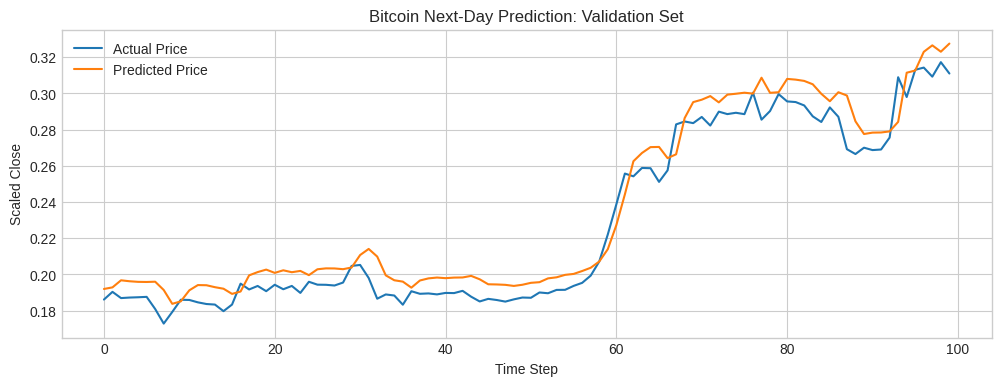 Bitcoin Next-Day Prediction: Validation Set
Actual Price
Predicted Price
Scaled Close
0.32
0.30
0.28
0.26
0.24
0.22
0.20
0.18
0
20
40
60
80
100
Time Step